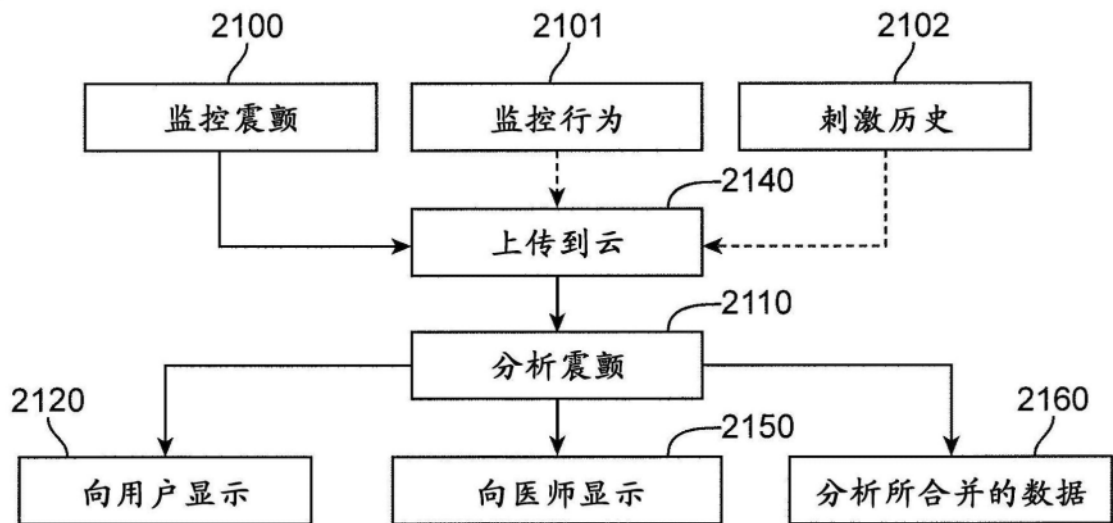 2100
2101
2102
监控震颤
监控行为
刺激历史
2140
上传到云
2110
分析震颤
2120
2150
2160
向用户显示
向医师显示
分析所合并的数据